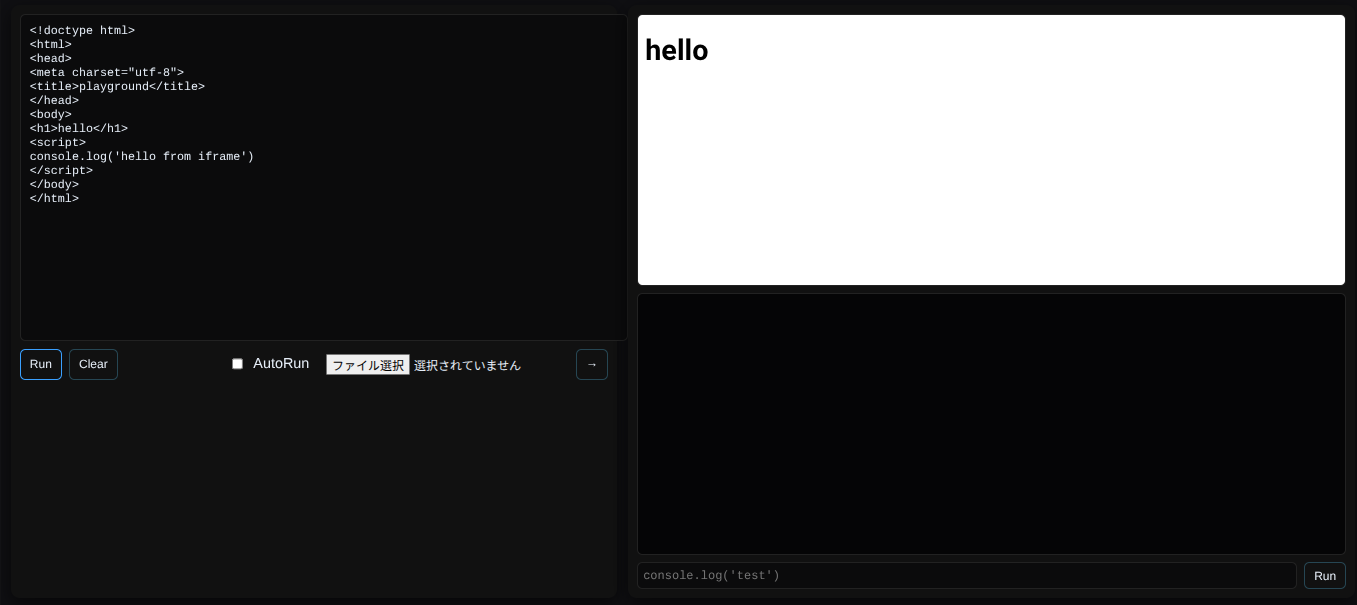 <!doctype html>
<html>
<head>
<meta charset="utf-8">
<title>playground</title>
</head>
<body>
<h1>hello</h1>
<script>
console.log('hello from iframe')
</script>
</body>
</html>
Run Clear AutoRun ファイル選択 選択されていません →
hello
console.log('test') Run